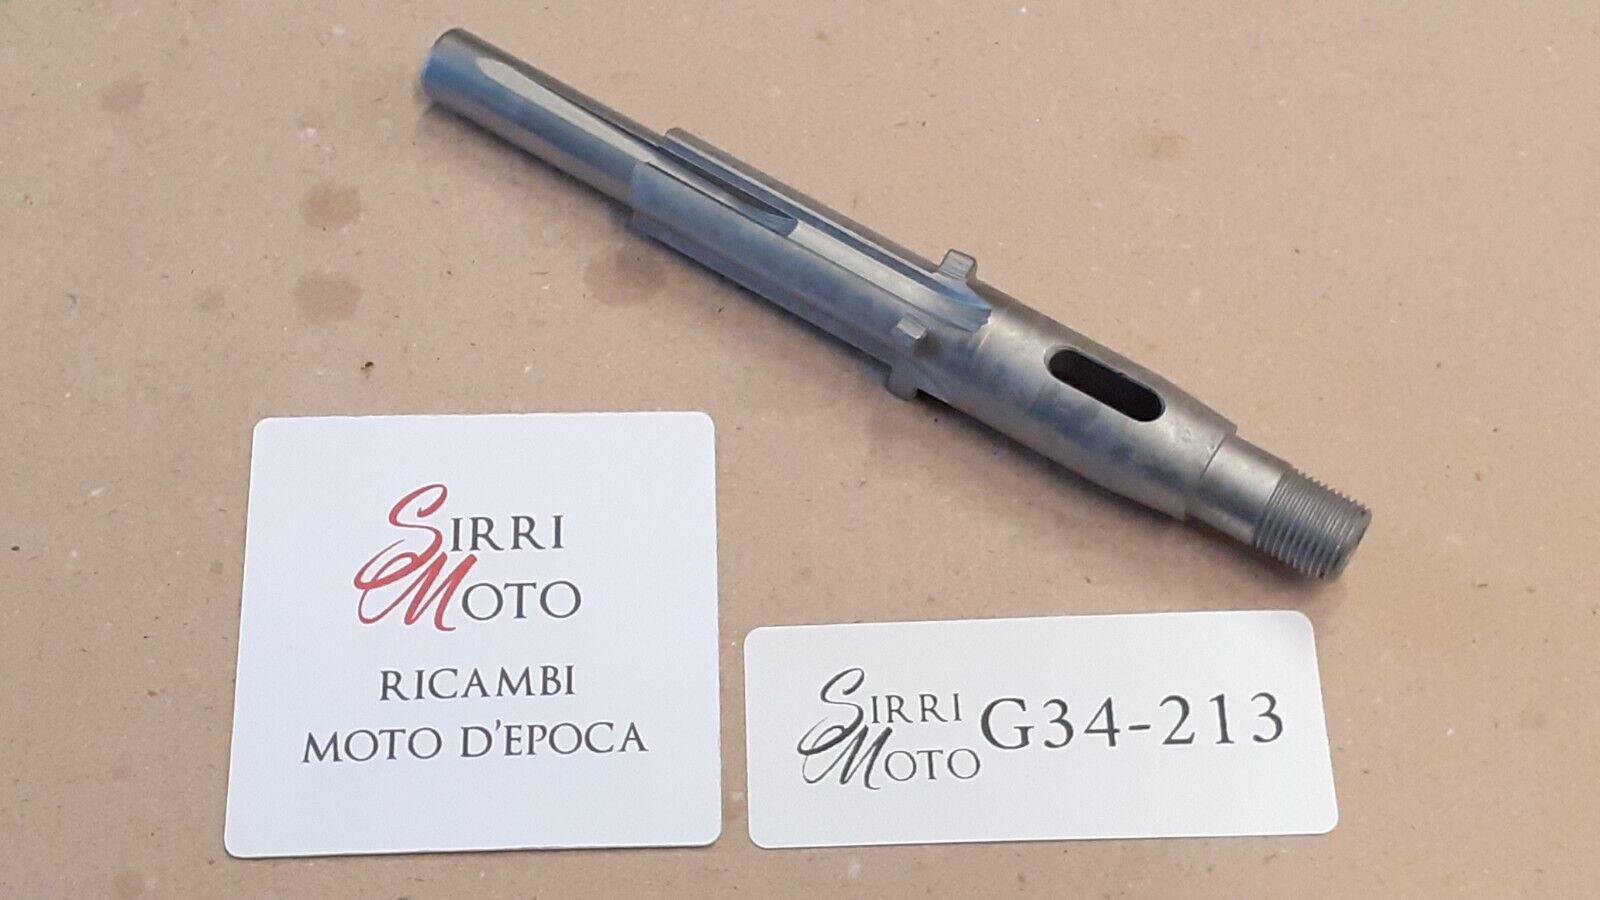 SIRRI
MOTO
RICAMBI
MOTO D'EPOCA
SIRRI
MOTO
G34-213